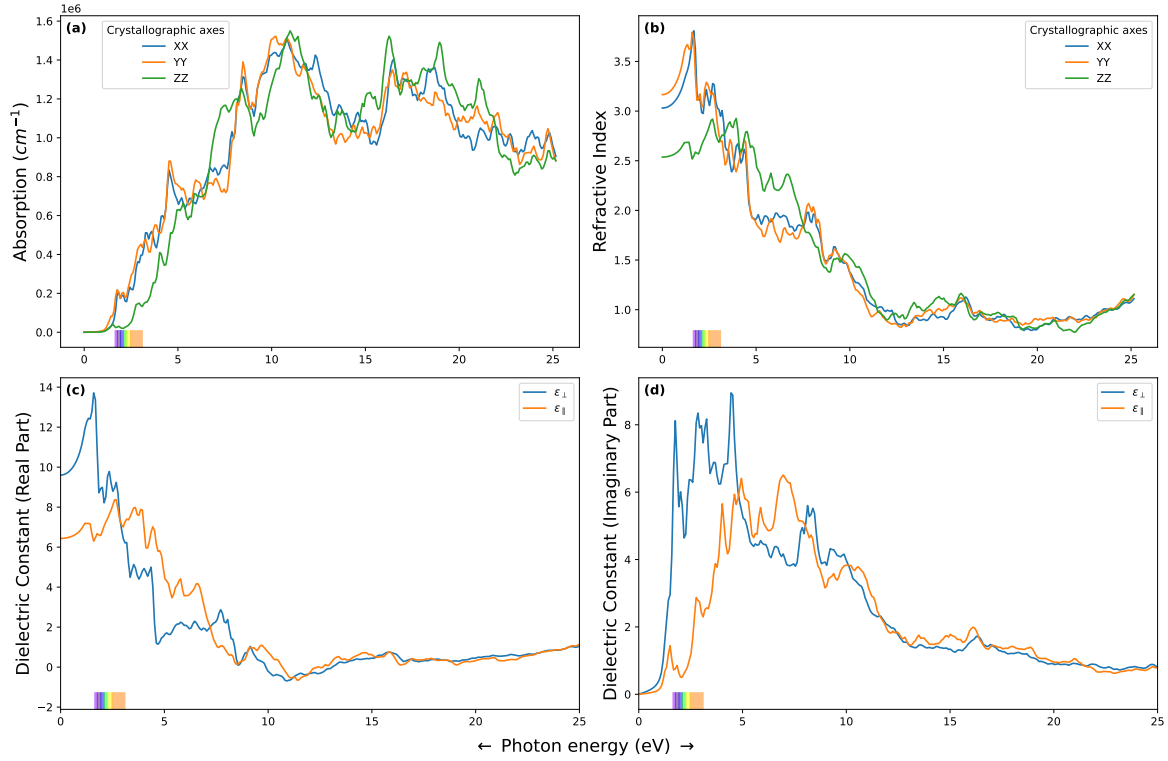 1e6
(a)
Crystallographic axes
XX
YY
ZZ
Absorption (cm⁻¹)
1.6
1.4
1.2
1.0
0.8
0.6
0.4
0.2
0.0
0 5 10 15 20 25
(b)
Crystallographic axes
XX
YY
ZZ
Refractive Index
3.5
3.0
2.5
2.0
1.5
1.0
0 5 10 15 20 25
(c)
ε⊥
ε∥
Dielectric Constant (Real Part)
14
12
10
8
6
4
2
0
−2
0 5 10 15 20 25
(d)
ε⊥
ε∥
Dielectric Constant (Imaginary Part)
8
6
4
2
0
0 5 10 15 20 25
← Photon energy (eV) →